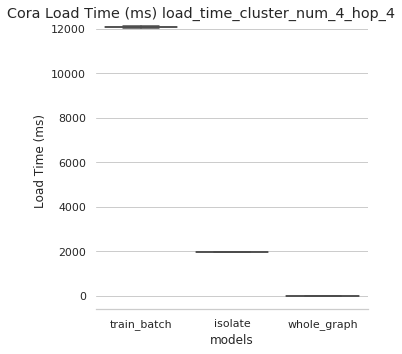 Cora Load Time (ms) load_time_cluster_num_4_hop_4
12000
10000
8000
6000
4000
2000
0
Load Time (ms)
train_batch
isolate
whole_graph
models